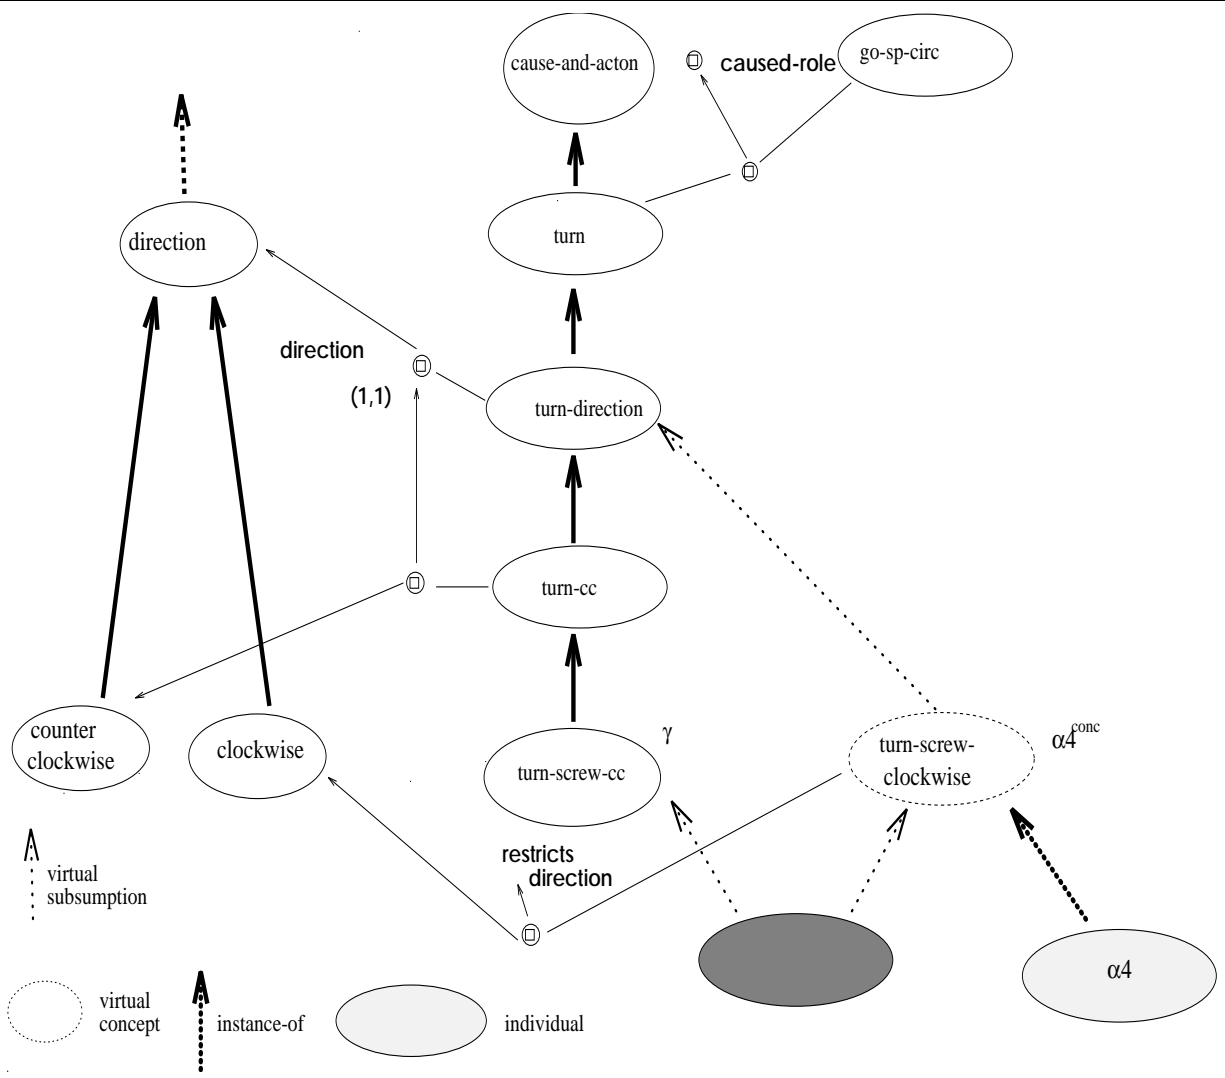 cause-and-acton
caused-role
go-sp-circ
direction
turn
direction
(1,1)
turn-direction
turn-cc
counter
clockwise
clockwise
turn-screw-cc
γ
turn-screw-
clockwise
α4conc
virtual
subsumption
restricts
direction
α4
virtual
concept
instance-of
individual